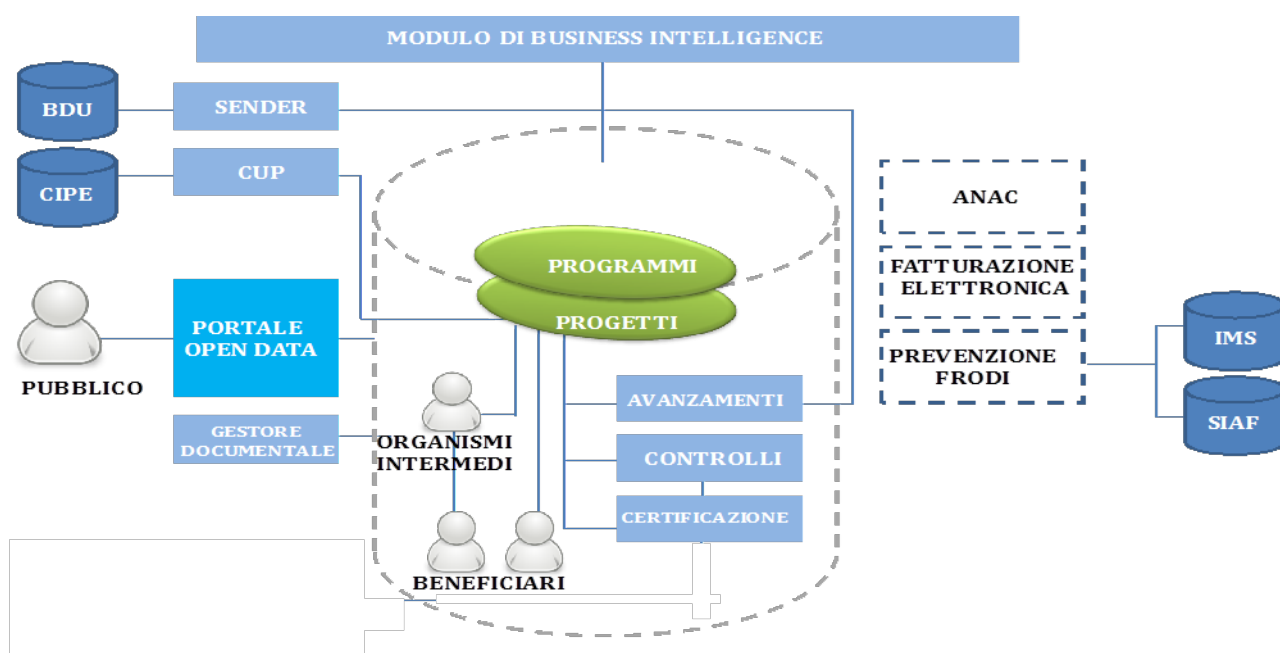 MODULO DI BUSINESS INTELLIGENCE
BDU
SENDER
CIPE
CUP
ANAC
FATTURAZIONE
ELETTRONICA
PROGRAMMI
PROGETTI
PORTALE
OPEN DATA
PUBBLICO
PREVENZIONE
FRODI
IMS
SIAF
AVANZAMENTI
GESTORE
DOCUMENTALE
ORGANISMI
INTERMEDI
CONTROLLI
CERTIFICAZIONE
BENEFICIARI